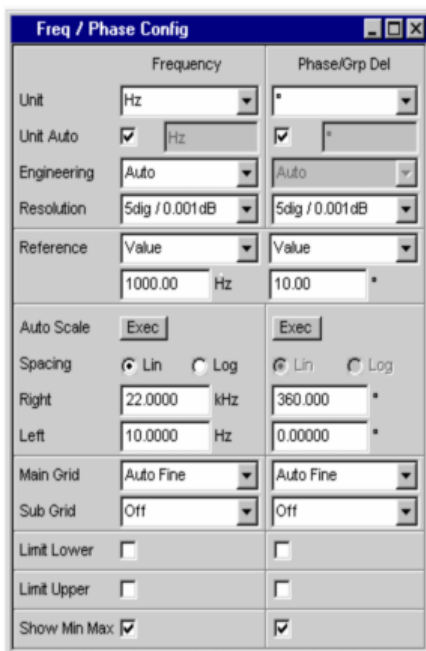 Freq / Phase Config
Frequency Phase/Grp Del
Unit Hz °
Unit Auto Hz °
Engineering Auto Auto
Resolution 5dig / 0.001dB 5dig / 0.001dB
Reference Value Value
1000.00 Hz 10.00 °
Auto Scale Exec Exec
Spacing Lin Log Lin Log
Right 22.0000 kHz 360.000 °
Left 10.0000 Hz 0.00000 °
Main Grid Auto Fine Auto Fine
Sub Grid Off Off
Limit Lower
Limit Upper
Show Min Max